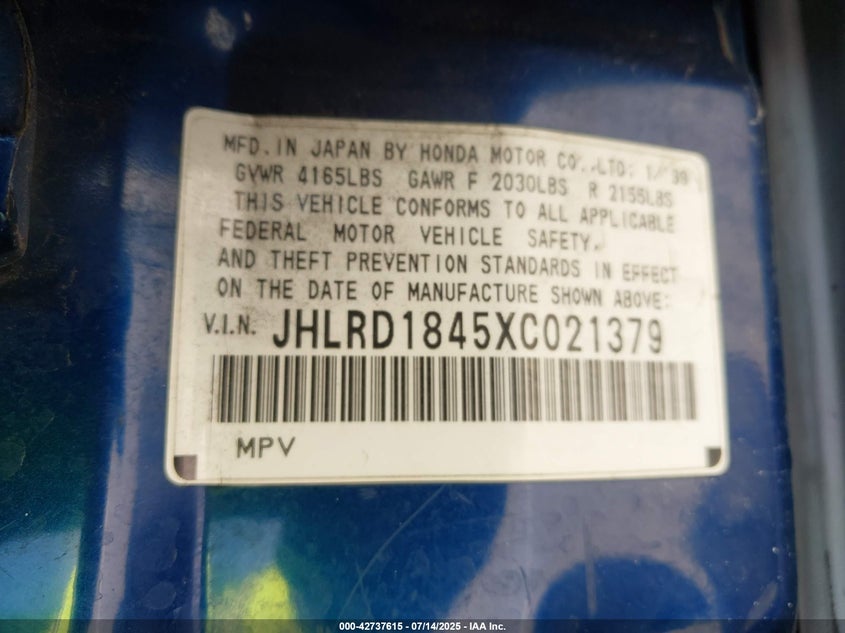 MFD. IN JAPAN BY HONDA MOTOR CO., LTD: 1/'99
GVWR 4165LBS GAWR F 2030LBS R 2155LBS
THIS VEHICLE CONFORMS TO ALL APPLICABLE
FEDERAL MOTOR VEHICLE SAFETY,
AND THEFT PREVENTION STANDARDS IN EFFECT
ON THE DATE OF MANUFACTURE SHOWN ABOVE:
V.I.N. JHLRD1845XC021379
MPV
000-42737615 - 07/14/2025 - IAA Inc.